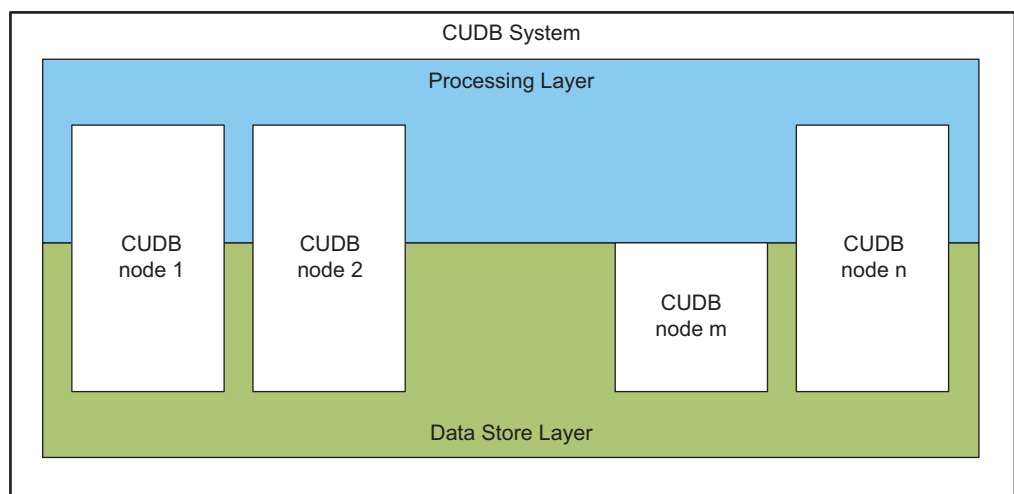 CUDB System
Processing Layer
CUDB
node 1
CUDB
node 2
CUDB
node m
CUDB
node n
Data Store Layer